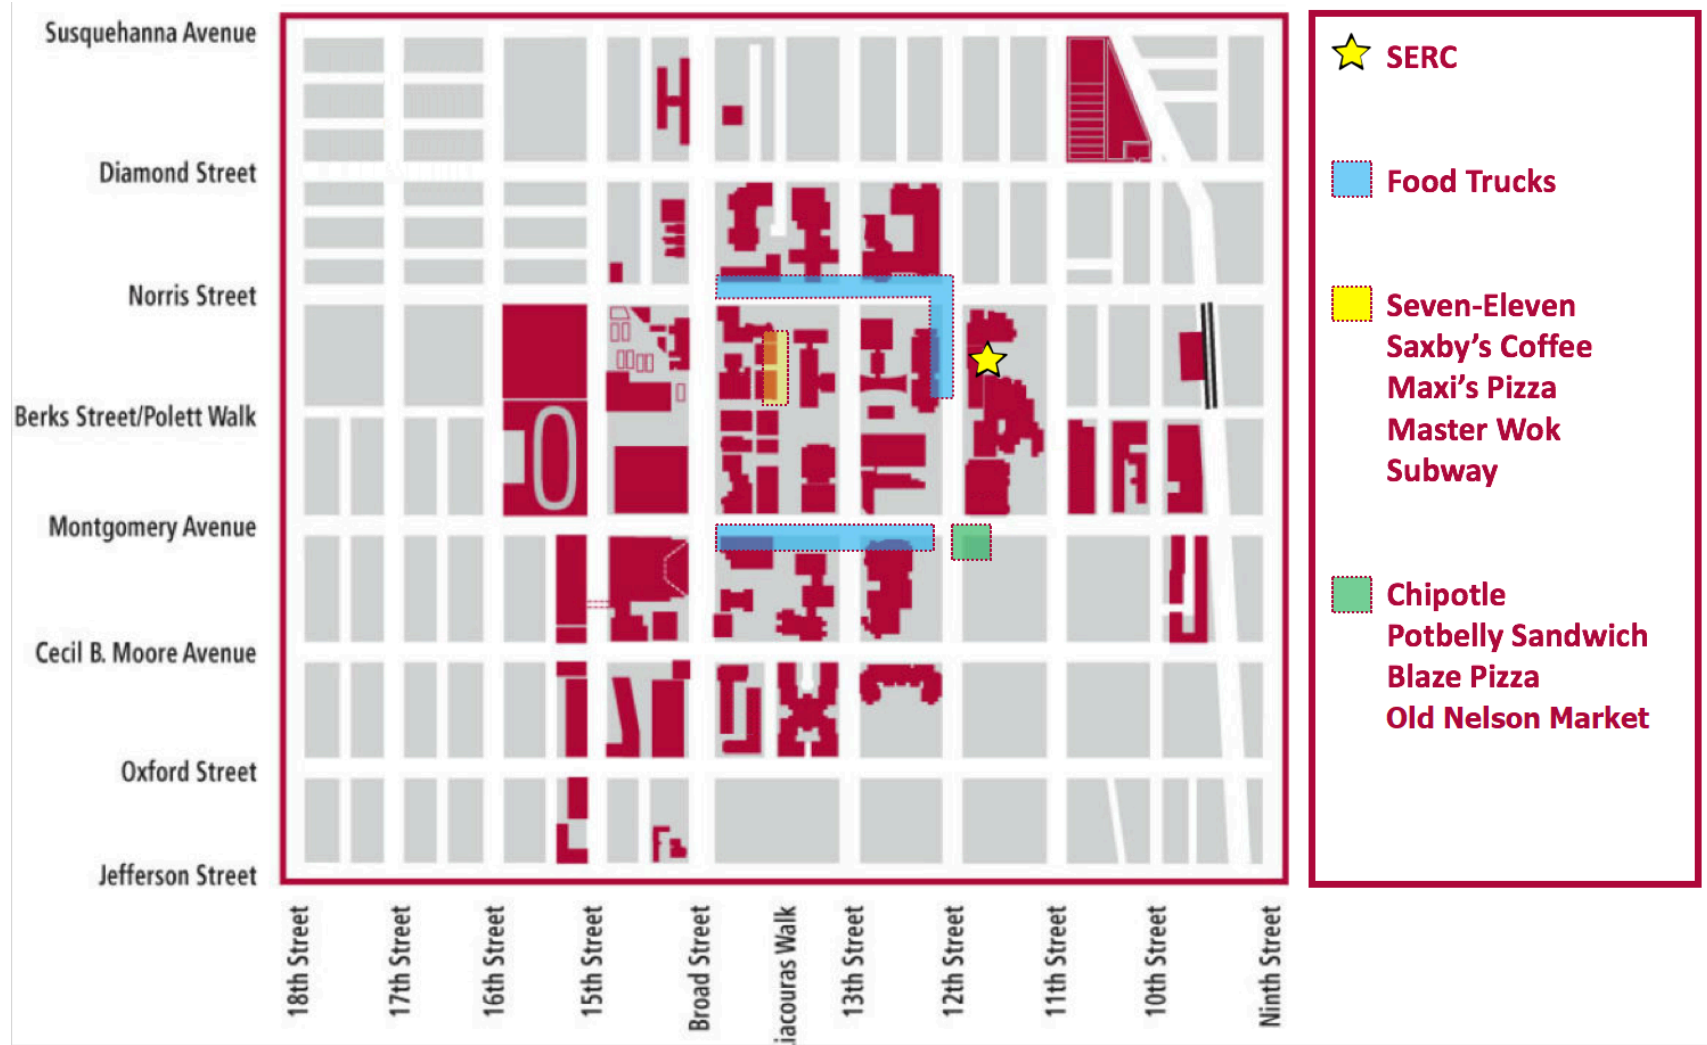 Susquehanna Avenue
Diamond Street
Norris Street
Berks Street/Polett Walk
Montgomery Avenue
Cecil B. Moore Avenue
Oxford Street
Jefferson Street
18th Street
17th Street
16th Street
15th Street
Broad Street
Liacouras Walk
13th Street
12th Street
11th Street
10th Street
Ninth Street
SERC
Food Trucks
Seven-Eleven
Saxby's Coffee
Maxi's Pizza
Master Wok
Subway
Chipotle
Potbelly Sandwich
Blaze Pizza
Old Nelson Market